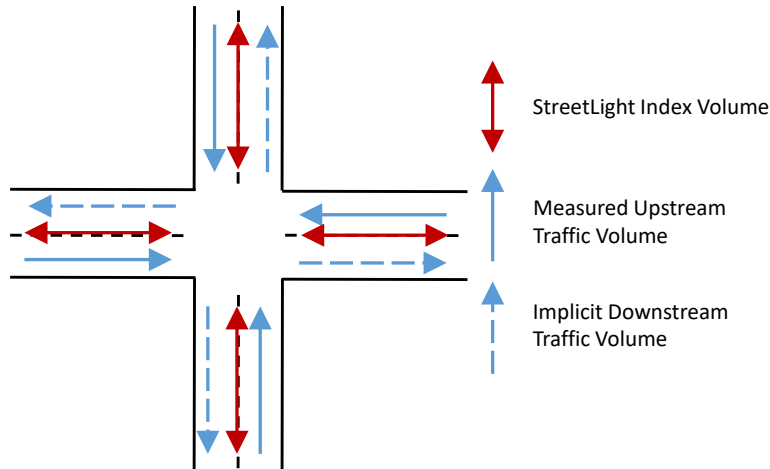 StreetLight Index Volume
Measured Upstream
Traffic Volume
Implicit Downstream
Traffic Volume